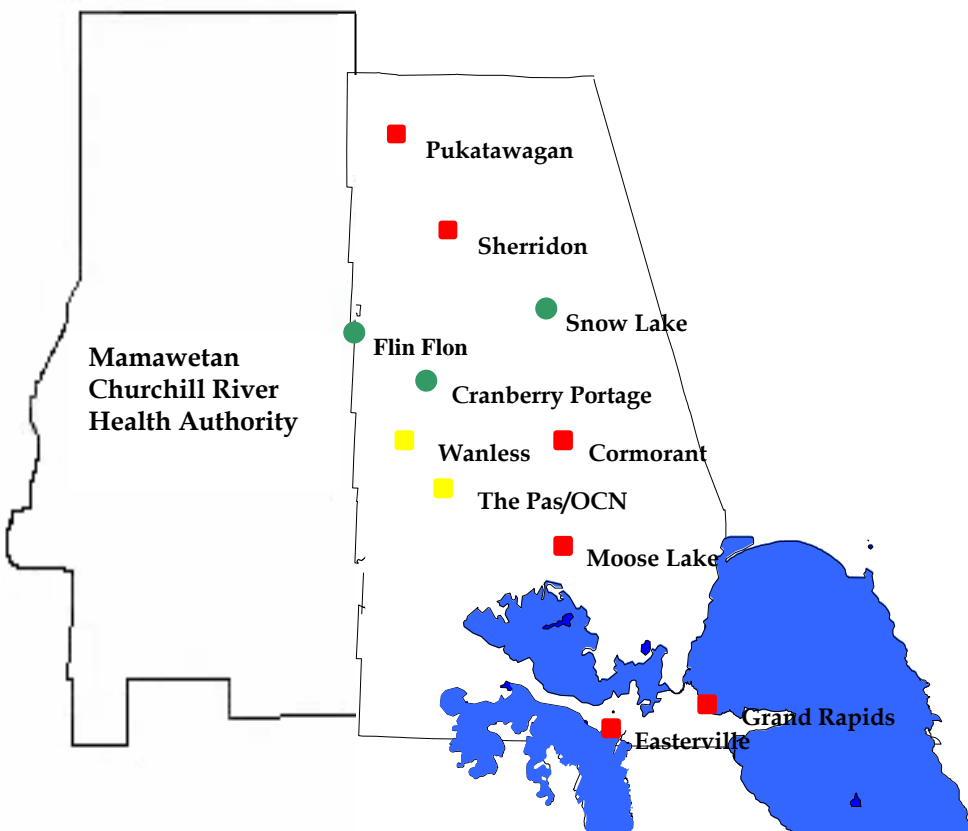 Pukatawagan
Sherridon
Snow Lake
Flin Flon
Mamawetan
Churchill River
Health Authority
Cranberry Portage
Wanless
Cormorant
The Pas/OCN
Moose Lake
Grand Rapids
Easterville